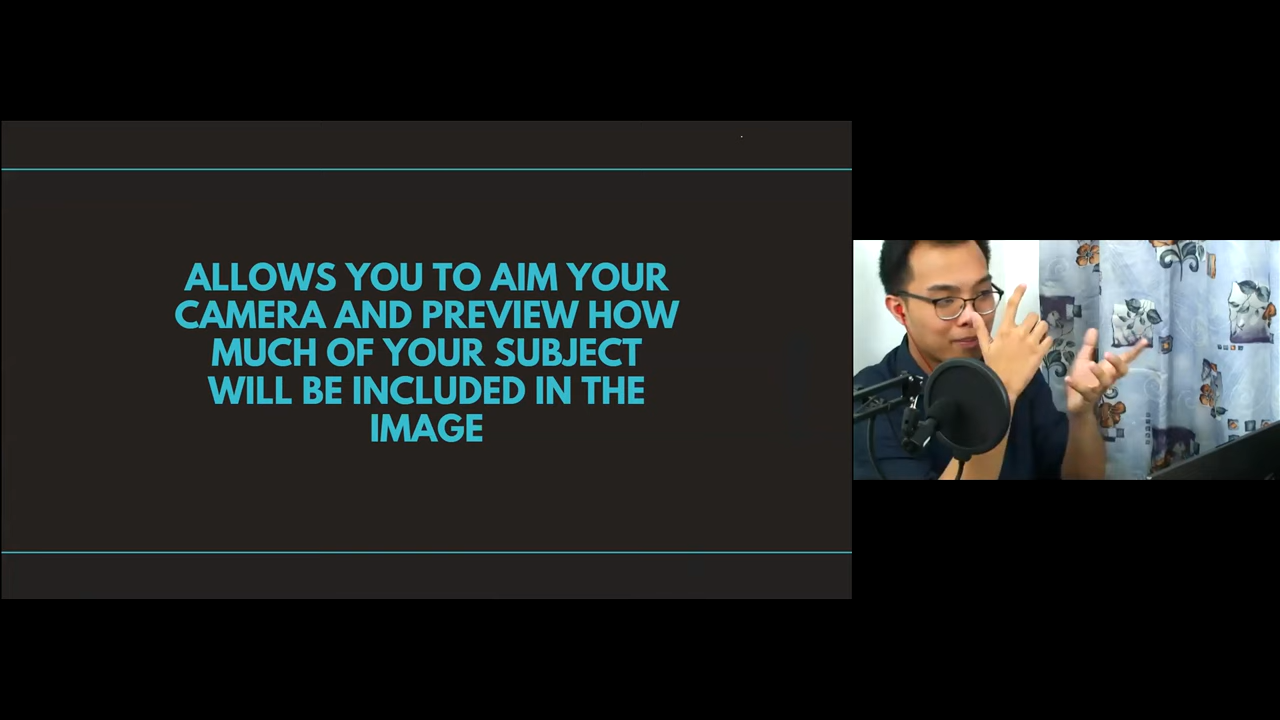 ALLOWS YOU TO AIM YOUR
CAMERA AND PREVIEW HOW
MUCH OF YOUR SUBJECT
WILL BE INCLUDED IN THE
IMAGE